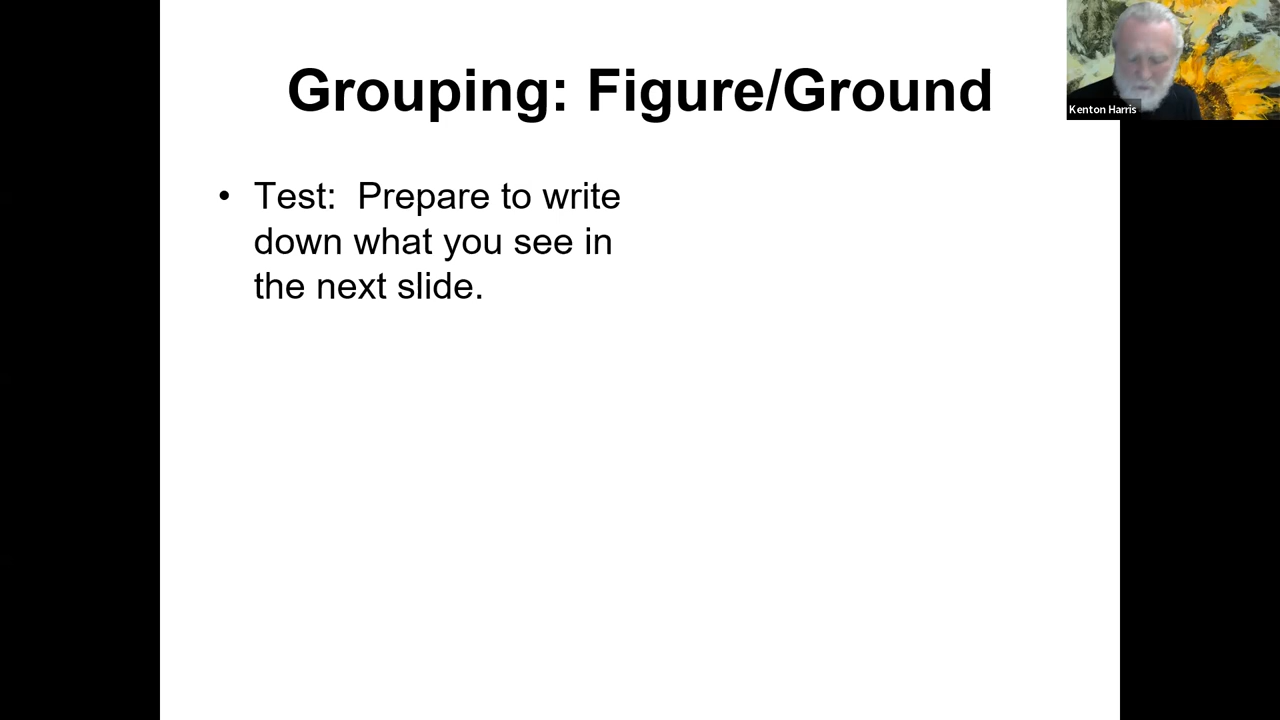 Grouping: Figure/Ground
Kenton Harris
• Test:  Prepare to write
down what you see in
the next slide.